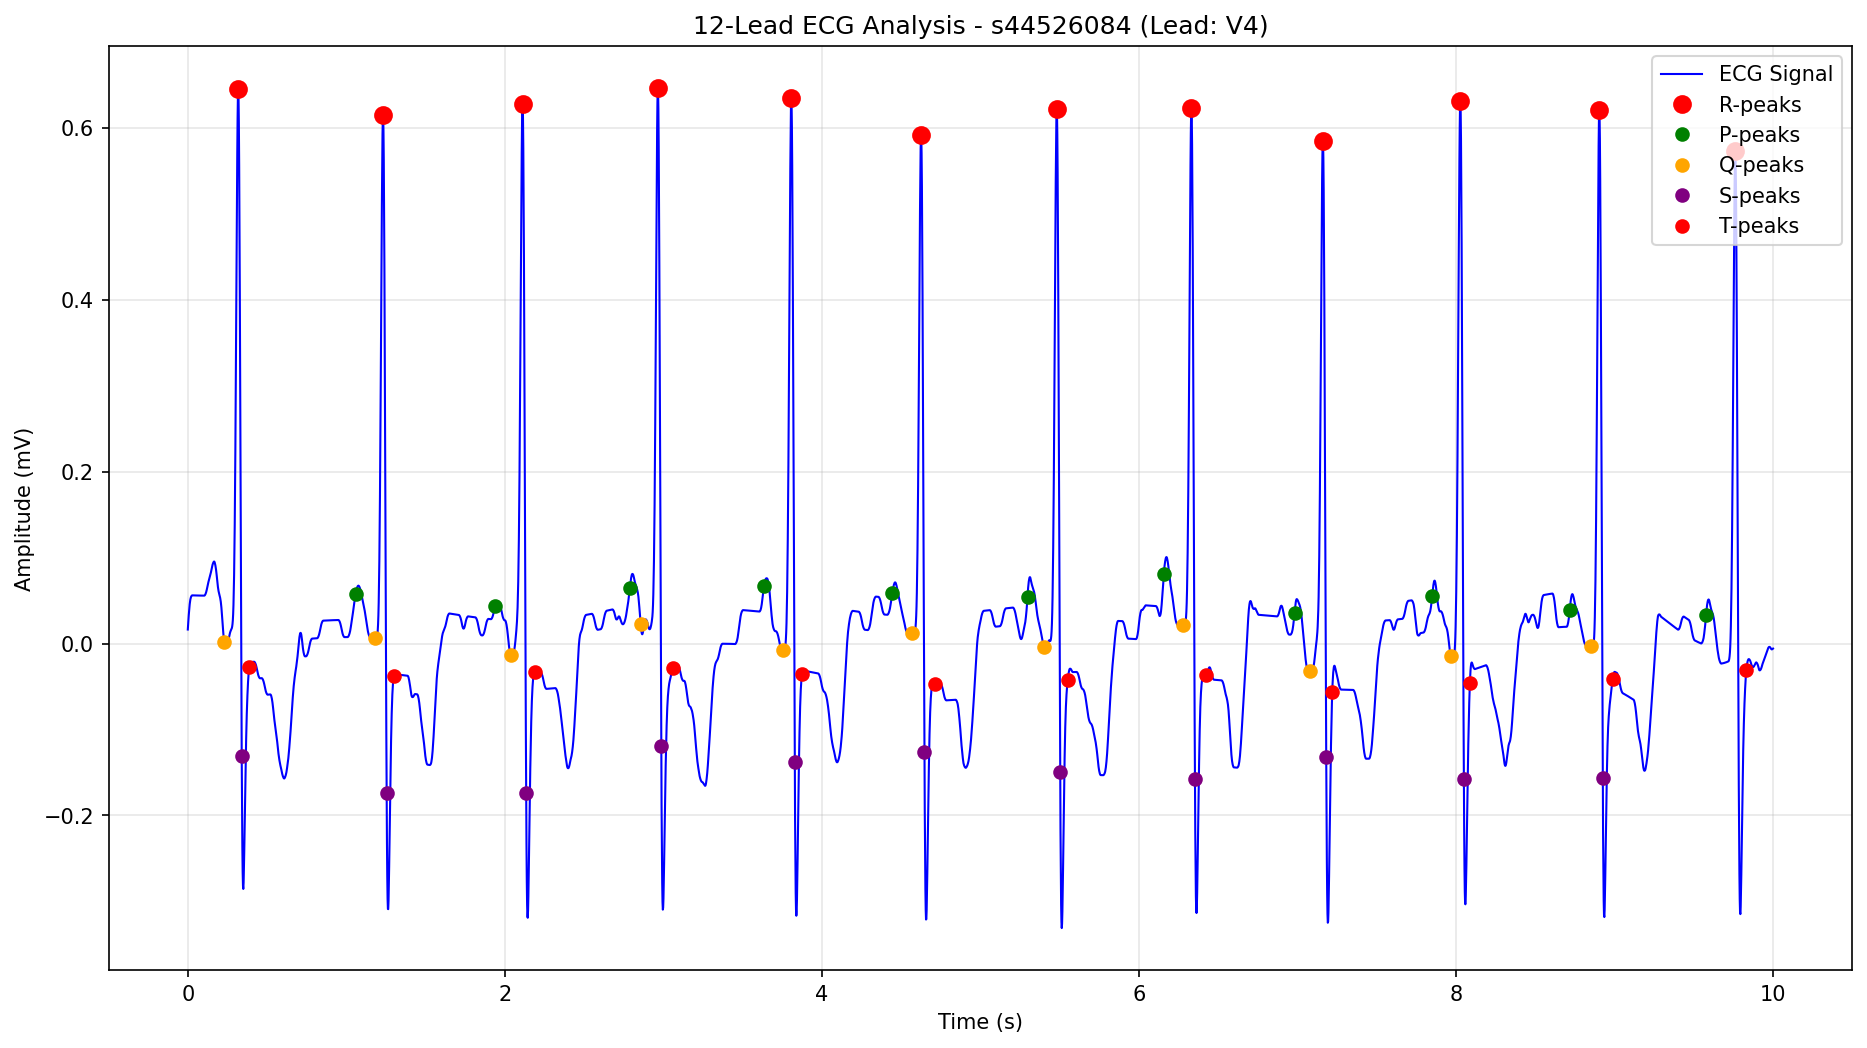 12-Lead ECG Analysis - s44526084 (Lead: V4)
ECG Signal
R-peaks
P-peaks
Q-peaks
S-peaks
T-peaks
Amplitude (mV)
0.6
0.4
0.2
0.0
−0.2
0 2 4 6 8 10
Time (s)